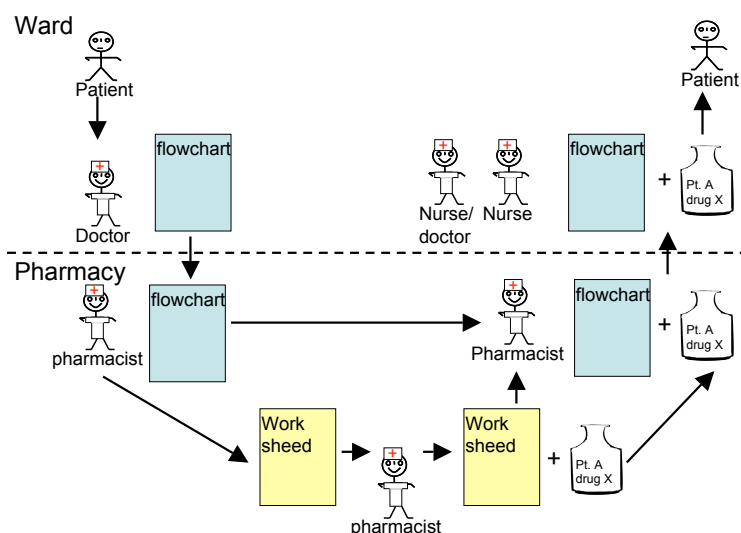 Ward
Patient
Patient
flowchart
flowchart
+
Pt. A
drug X
Doctor
Nurse/
doctor
Nurse
Pharmacy
flowchart
flowchart
+
Pt. A
drug X
pharmacist
Pharmacist
Work
sheed
Work
sheed
+
Pt. A
drug X
pharmacist